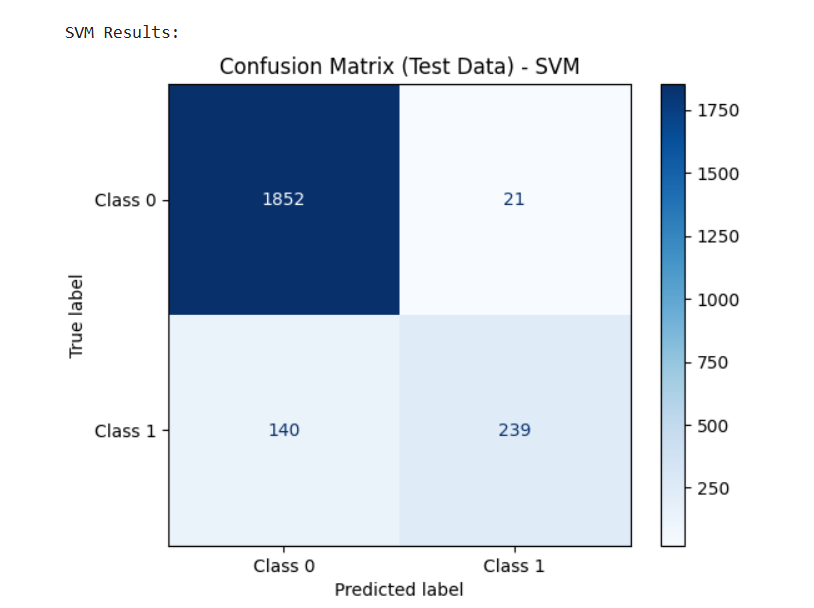 SVM Results:
Confusion Matrix (Test Data) - SVM
Class 0
1852
21
Class 1
140
239
True label
Class 0
Class 1
Predicted label
1750
1500
1250
1000
750
500
250